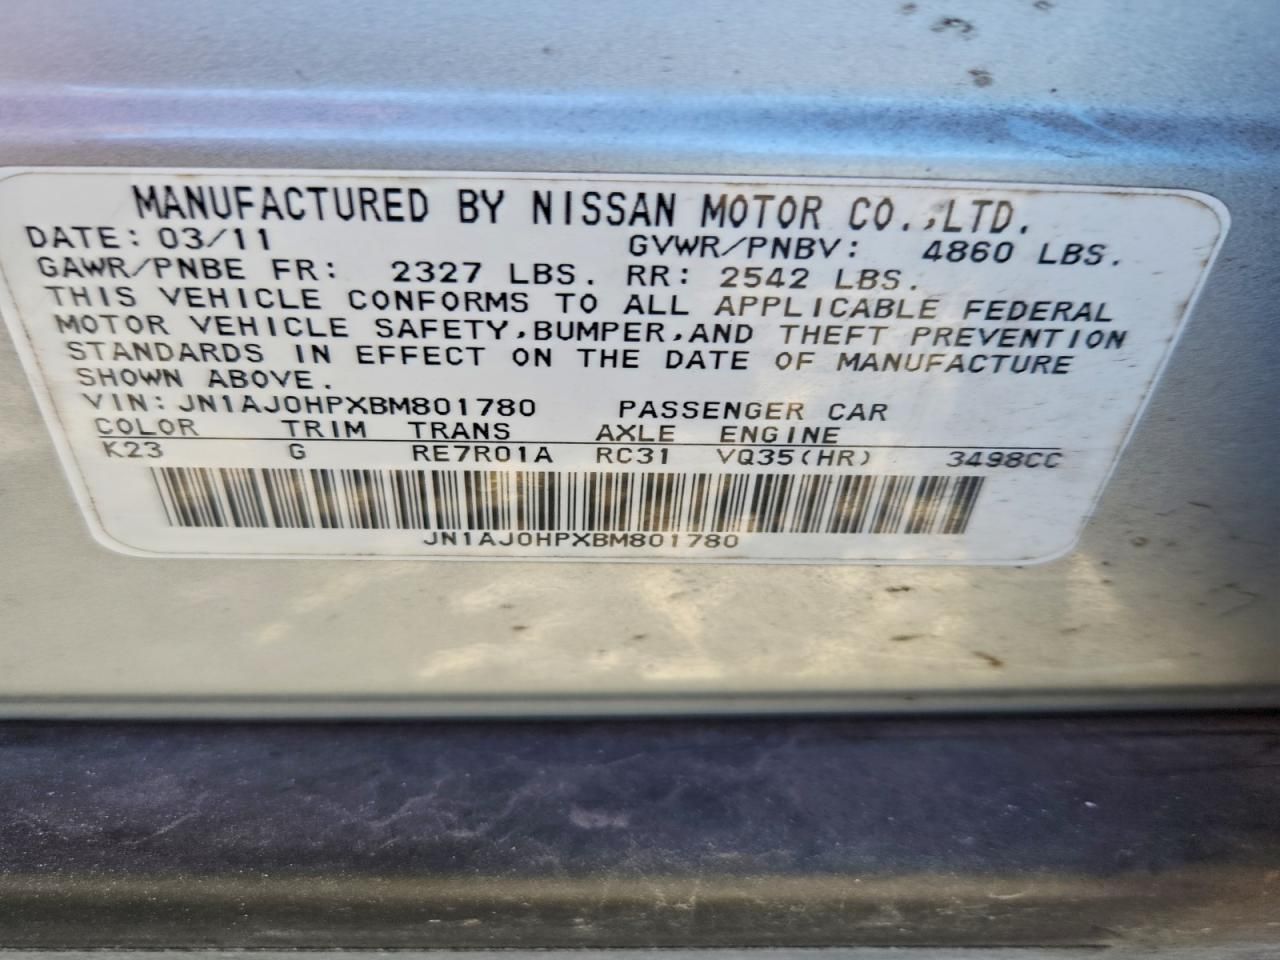 MANUFACTURED BY NISSAN MOTOR CO.,LTD.
DATE: 03/11 GVWR/PNBV: 4860 LBS.
GAWR/PNBE FR: 2327 LBS. RR: 2542 LBS.
THIS VEHICLE CONFORMS TO ALL APPLICABLE FEDERAL
MOTOR VEHICLE SAFETY,BUMPER,AND THEFT PREVENTION
STANDARDS IN EFFECT ON THE DATE OF MANUFACTURE
SHOWN ABOVE.
VIN: JN1AJ0HPXBM801780 PASSENGER CAR
COLOR TRIM TRANS AXLE ENGINE
K23 G RE7R01A RC31 VQ35(HR) 3498CC
JN1AJ0HPXBM801780